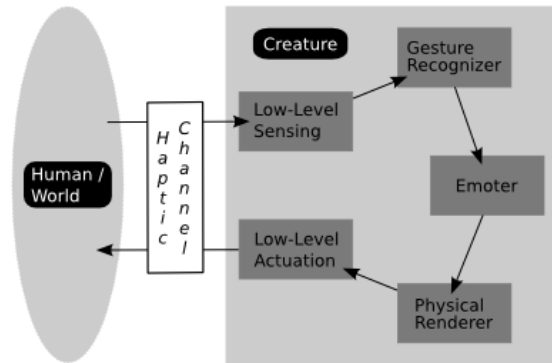 Creature
Gesture
Recognizer
Haptic
Channel
Low-Level
Sensing
Human /
World
Emoter
Low-Level
Actuation
Physical
Renderer